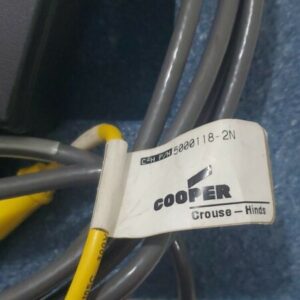 C-H P/N 5000118-2N
COOPER
Crouse-Hinds